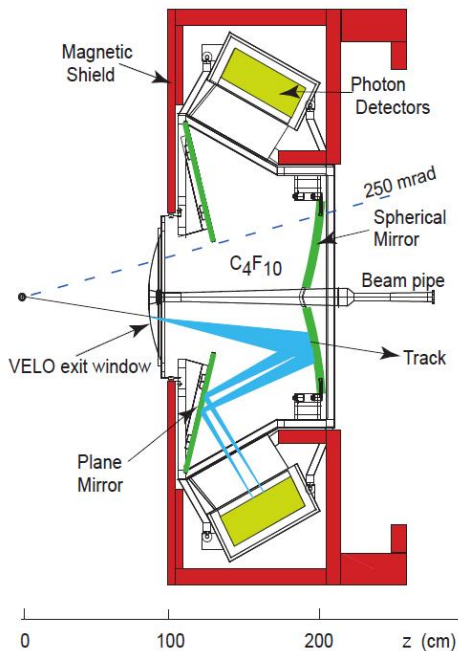 Magnetic
Shield
Photon
Detectors
250 mrad
Spherical
Mirror
C4F10
Beam pipe
VELO exit window
Track
Plane
Mirror
0 100 200 z (cm)